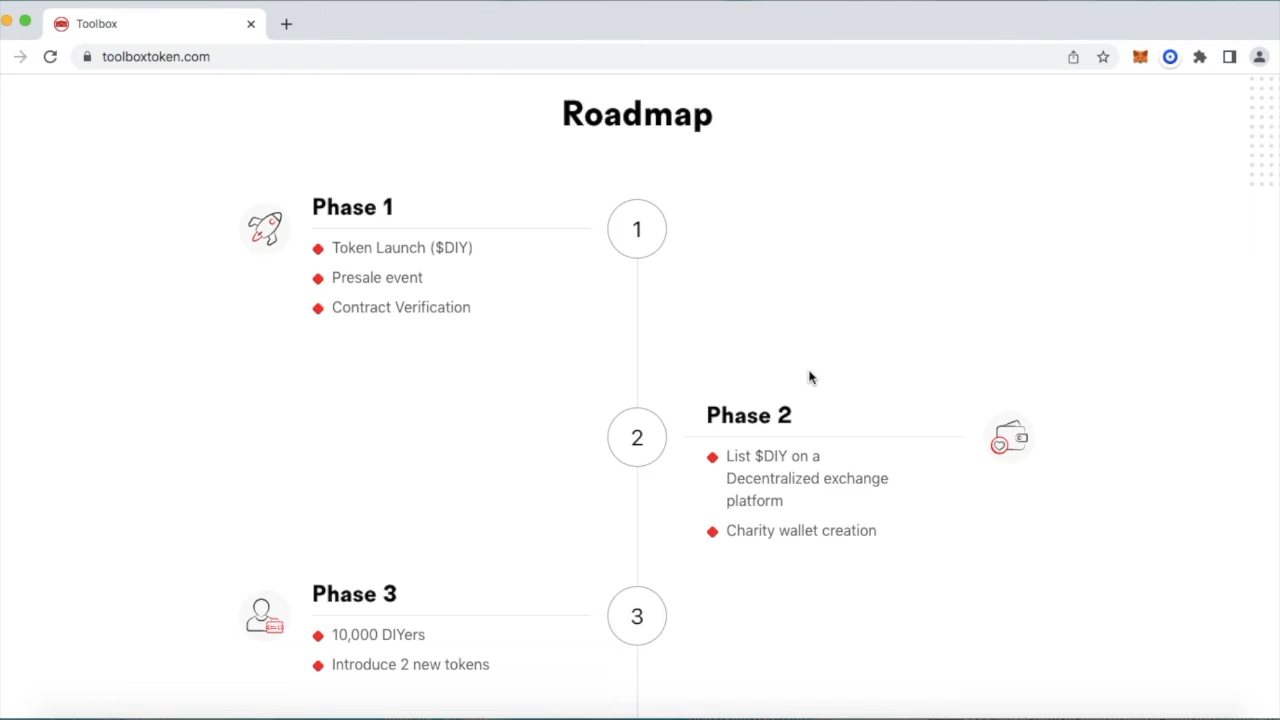 Toolbox
toolboxtoken.com
Roadmap
Phase 1
1
Token Launch ($DIY)
Presale event
Contract Verification
Phase 2
2
List $DIY on a
Decentralized exchange
platform
Charity wallet creation
Phase 3
3
10,000 DIYers
Introduce 2 new tokens